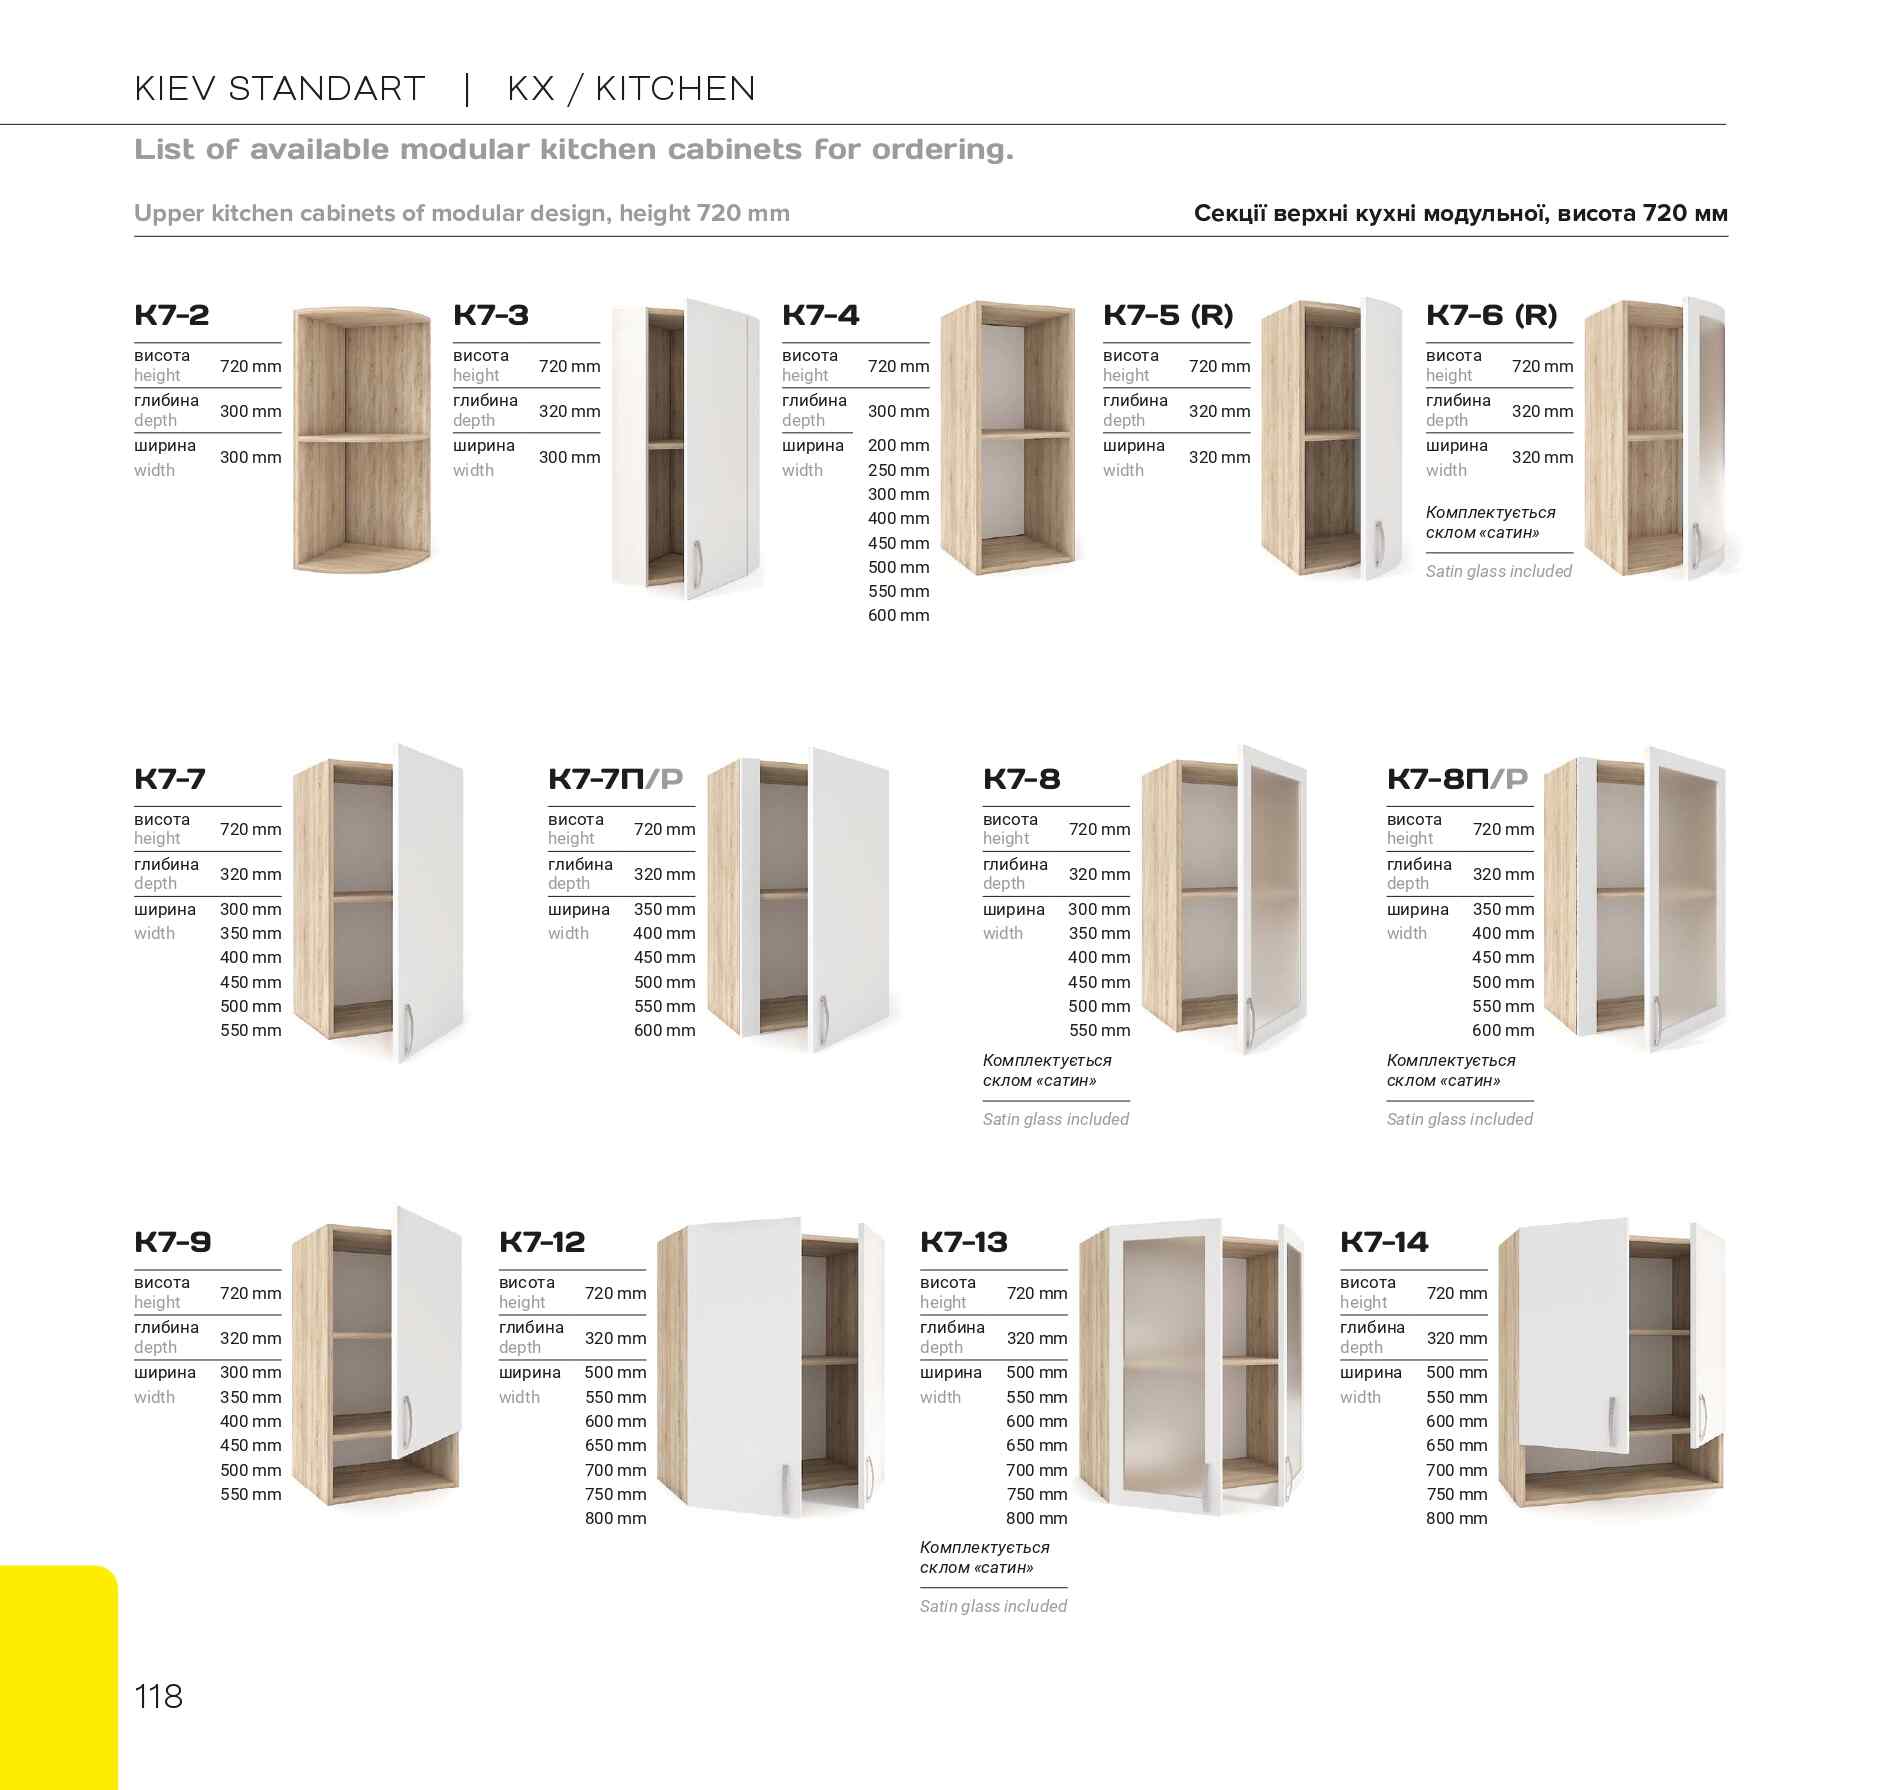 KIEV STANDART | KX / KITCHEN
List of available modular kitchen cabinets for ordering.
Upper kitchen cabinets of modular design, height 720 mm
Секції верхні кухні модульної, висота 720 мм
К7-2
висота
height
720 mm
глибина
depth
300 mm
ширина
width
300 mm
К7-3
висота
height
720 mm
глибина
depth
320 mm
ширина
width
300 mm
К7-4
висота
height
720 mm
глибина
depth
300 mm
ширина
width
200 mm
250 mm
300 mm
400 mm
450 mm
500 mm
550 mm
600 mm
К7-5 (R)
висота
height
720 mm
глибина
depth
320 mm
ширина
width
320 mm
К7-6 (R)
висота
height
720 mm
глибина
depth
320 mm
ширина
width
320 mm
Комплектується
склом «сатин»
Satin glass included
К7-7
висота
height
720 mm
глибина
depth
320 mm
ширина
width
300 mm
350 mm
400 mm
450 mm
500 mm
550 mm
К7-7П/Р
висота
height
720 mm
глибина
depth
320 mm
ширина
width
350 mm
400 mm
450 mm
500 mm
550 mm
600 mm
К7-8
висота
height
720 mm
глибина
depth
320 mm
ширина
width
300 mm
350 mm
400 mm
450 mm
500 mm
550 mm
Комплектується
склом «сатин»
Satin glass included
К7-8П/Р
висота
height
720 mm
глибина
depth
320 mm
ширина
width
350 mm
400 mm
450 mm
500 mm
550 mm
600 mm
Комплектується
склом «сатин»
Satin glass included
К7-9
висота
height
720 mm
глибина
depth
320 mm
ширина
width
300 mm
350 mm
400 mm
450 mm
500 mm
550 mm
К7-12
висота
height
720 mm
глибина
depth
320 mm
ширина
width
500 mm
550 mm
600 mm
650 mm
700 mm
750 mm
800 mm
К7-13
висота
height
720 mm
глибина
depth
320 mm
ширина
width
500 mm
550 mm
600 mm
650 mm
700 mm
750 mm
800 mm
Комплектується
склом «сатин»
Satin glass included
К7-14
висота
height
720 mm
глибина
depth
320 mm
ширина
width
500 mm
550 mm
600 mm
650 mm
700 mm
750 mm
800 mm
118